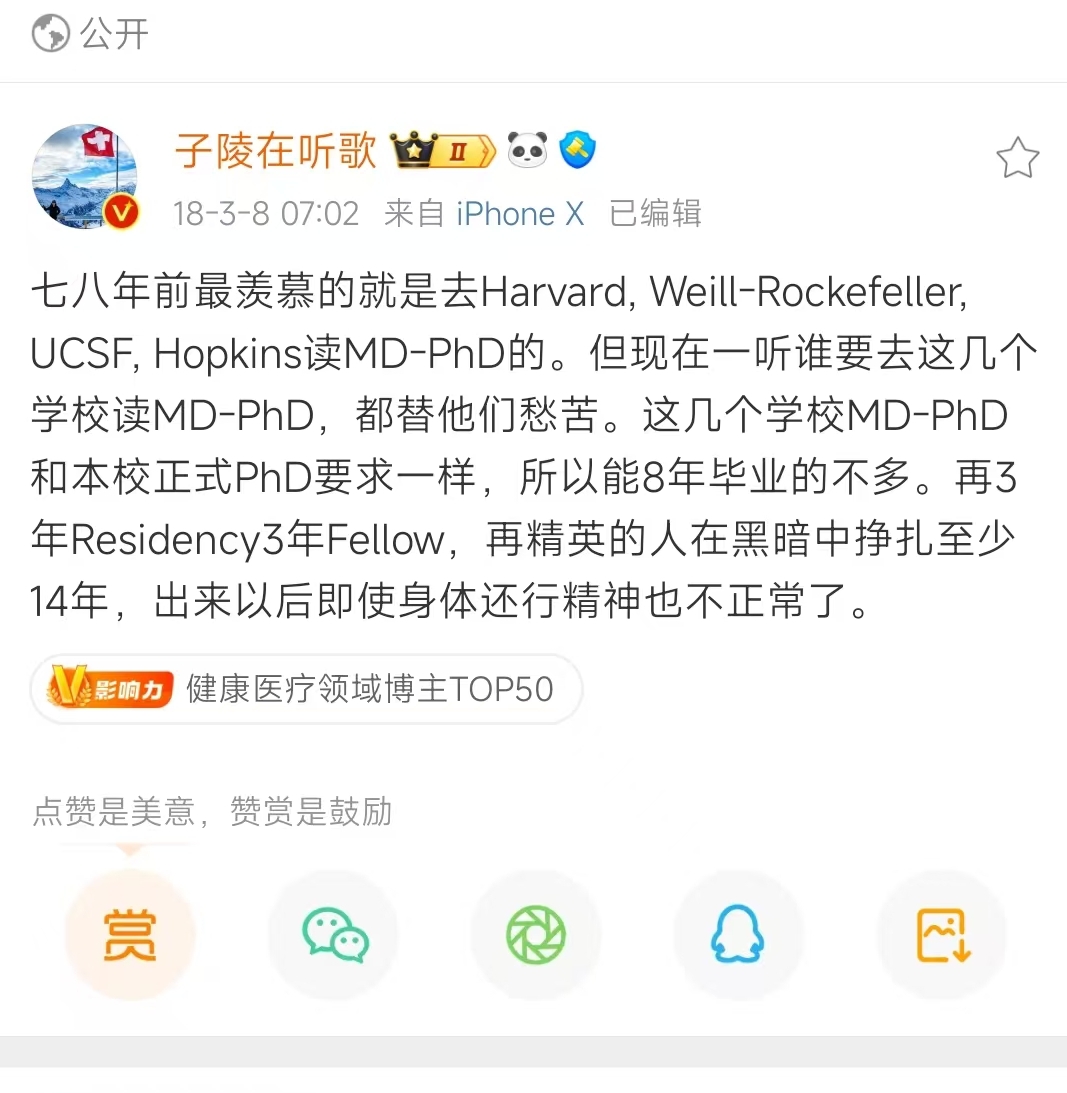 公开
子陵在听歌 II
18-3-8 07:02 来自 iPhone X 已编辑
七八年前最羡慕的就是去Harvard, Weill-Rockefeller,
UCSF, Hopkins读MD-PhD的。但现在一听谁要去这几个
学校读MD-PhD，都替他们愁苦。这几个学校MD-PhD
和本校正式PhD要求一样，所以能8年毕业的不多。再3
年Residency3年Fellow，再精英的人在黑暗中挣扎至少
14年，出来以后即使身体还行精神也不正常了。
V影响力 健康医疗领域博主TOP50
点赞是美意，赞赏是鼓励
赏